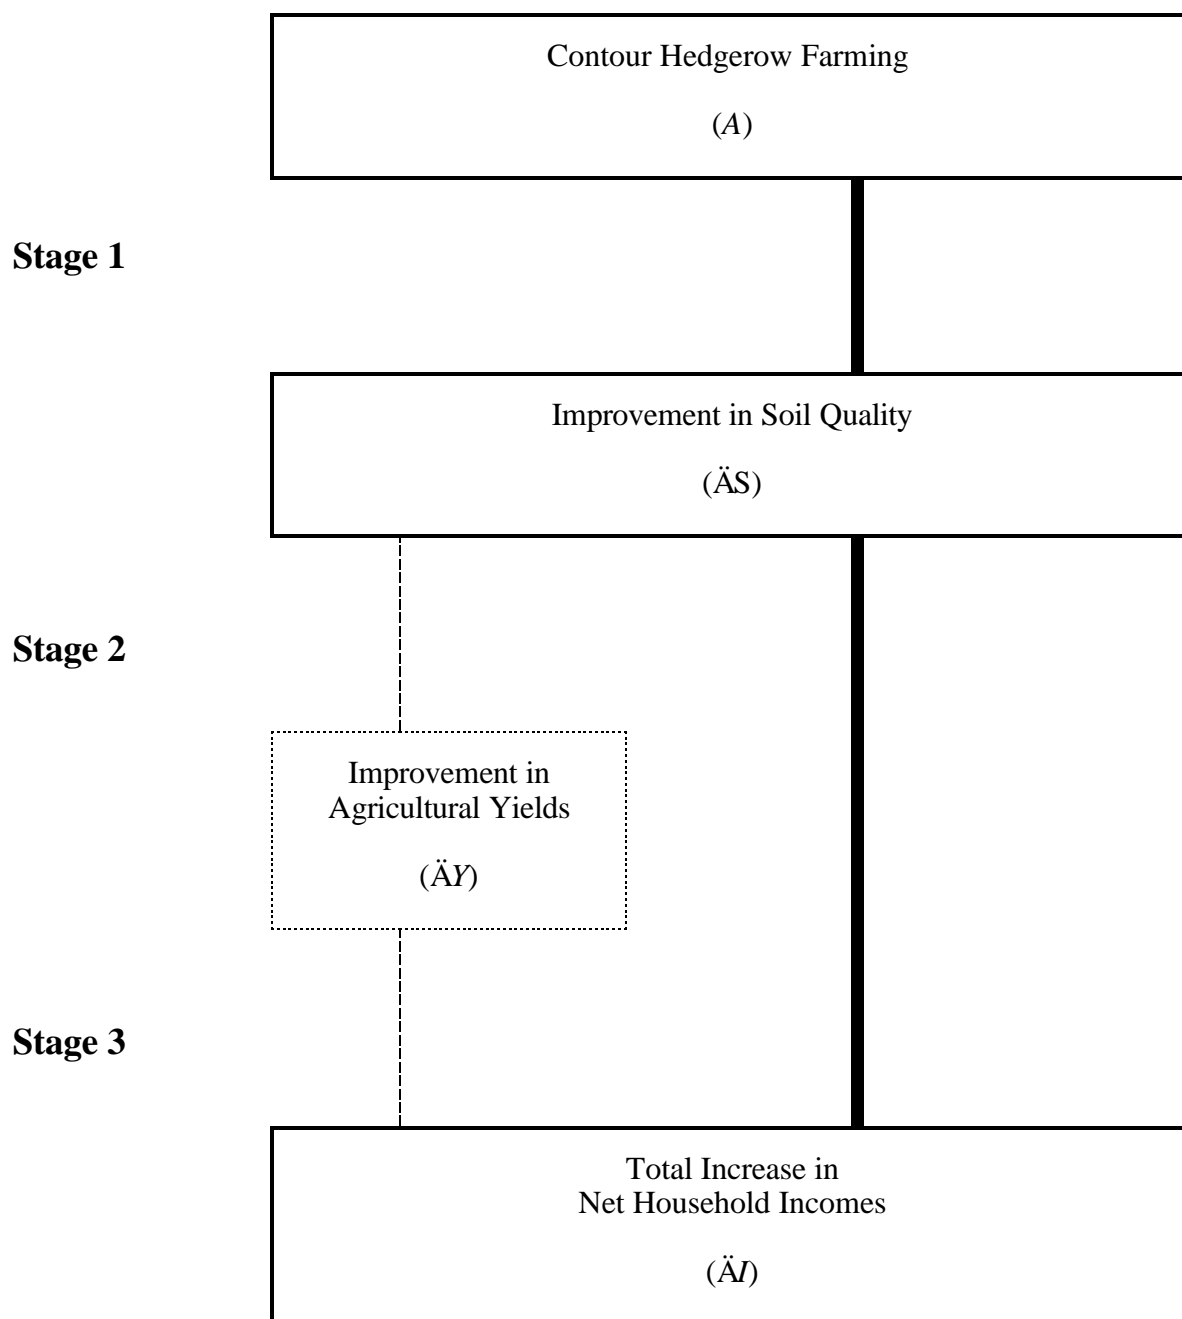 Contour Hedgerow Farming
(A)
Stage 1
Improvement in Soil Quality
(ÄS)
Stage 2
Improvement in
Agricultural Yields
(ÄY)
Stage 3
Total Increase in
Net Household Incomes
(ÄI)